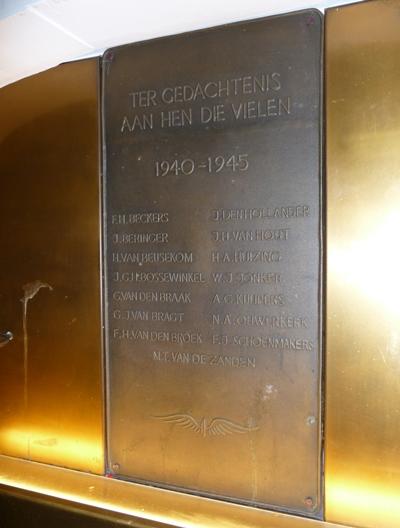 TER GEDACHTENIS
AAN HEN DIE VIELEN
1940-1945
F.H. BECKERS
J. BEHINGER
H. VAN BEUSEKOM
J.G.H. BOSSEWINKEL
G. VAN DEN BRAAK
G.J. VAN BRAGT
F.H. VAN DEN BROEK
J. DEN HOLLANDER
J.H. VAN HOUT
H.A. HUIZING
W.J. JONKER
A.G. KUIJPERS
N.A. OUWERKERK
F.J. SCHOENMAKERS
M.T. VAN DE ZANDEN